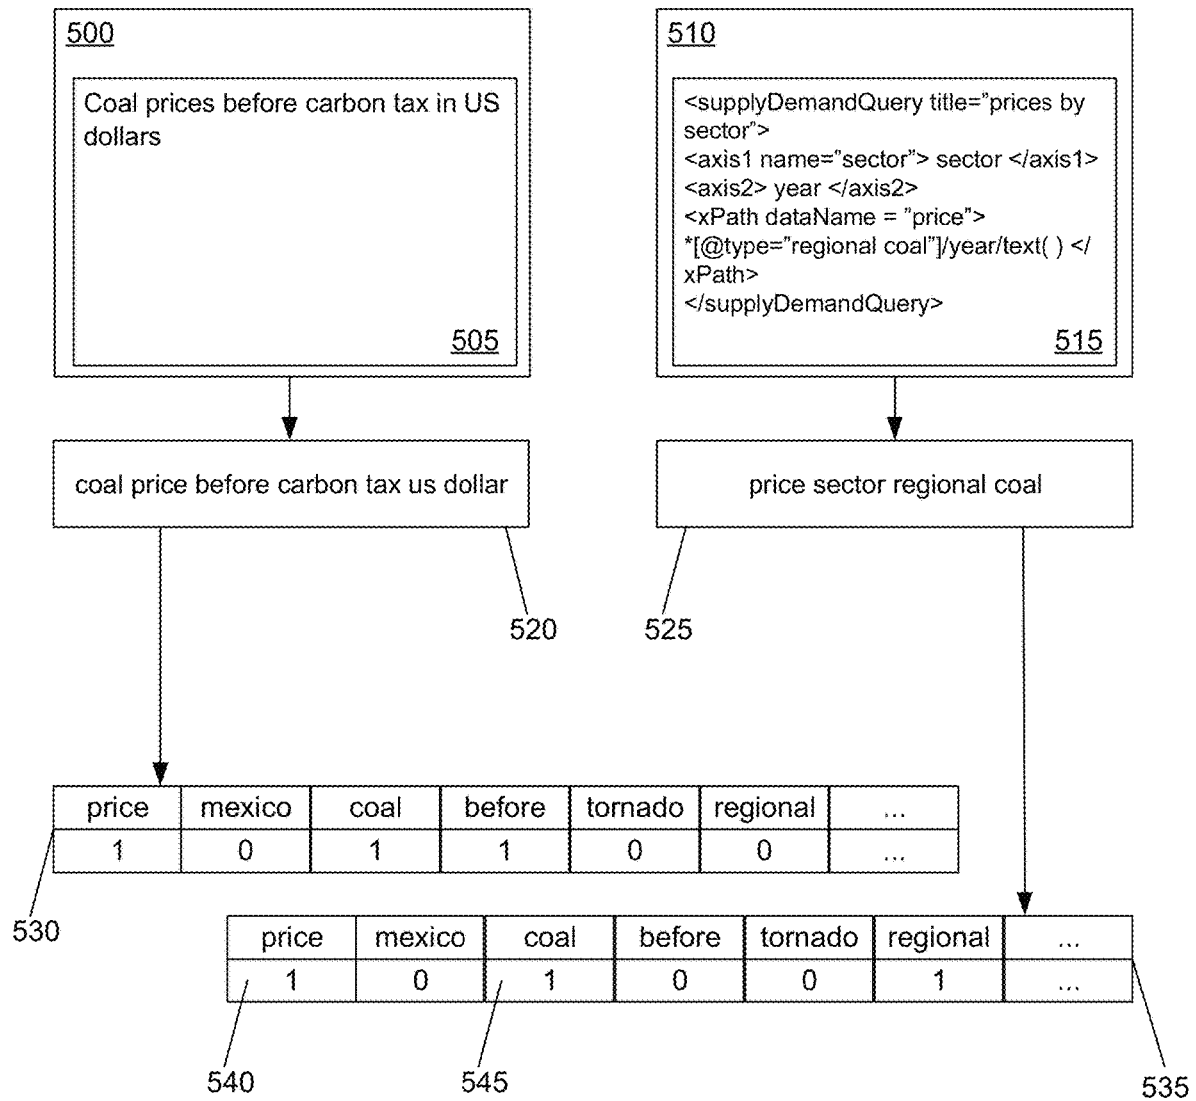 500
Coal prices before carbon tax in US
dollars
505
510
<supplyDemandQuery title=”prices by
sector”>
<axis1 name=”sector”> sector </axis1>
<axis2> year </axis2>
<xPath dataName = ”price”>
*[@type=”regional coal”]/year/text( ) </
xPath>
</supplyDemandQuery>
515
coal price before carbon tax us dollar
price sector regional coal
520
525
price mexico coal before tornado regional ...
1 0 1 1 0 0 ...
530
price mexico coal before tornado regional ...
1 0 1 0 0 1 ...
540
545
535